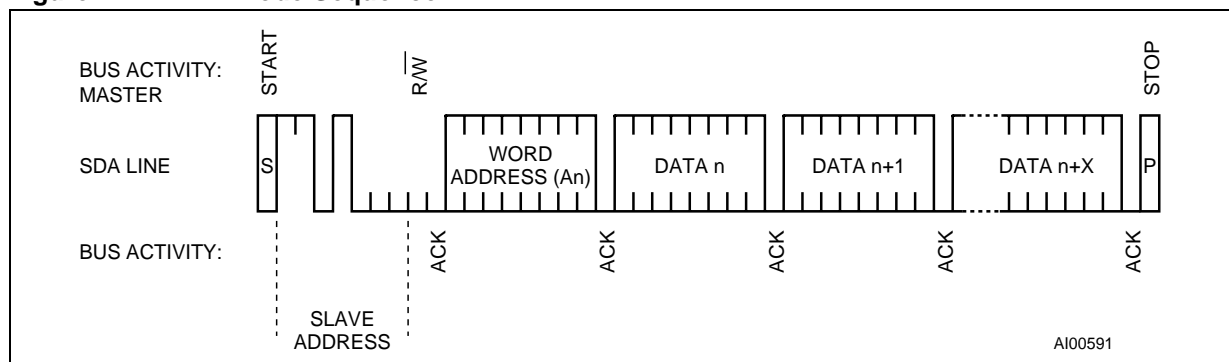 BUS ACTIVITY:
MASTER
START
R/W
STOP
SDA LINE
S
WORD
ADDRESS (An)
DATA n
DATA n+1
DATA n+X
P
BUS ACTIVITY:
ACK
ACK
ACK
ACK
ACK
SLAVE
ADDRESS
AI00591